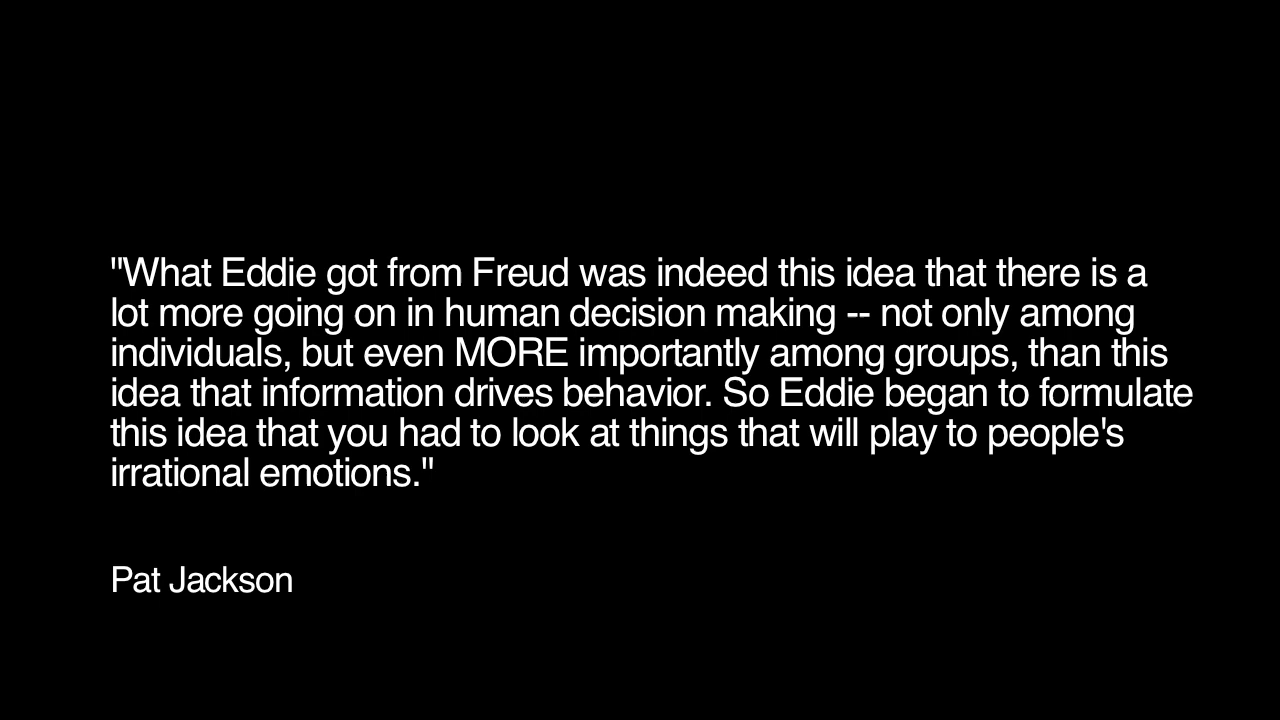 "What Eddie got from Freud was indeed this idea that there is a
lot more going on in human decision making -- not only among
individuals, but even MORE importantly among groups, than this
idea that information drives behavior. So Eddie began to formulate
this idea that you had to look at things that will play to people's
irrational emotions."
Pat Jackson